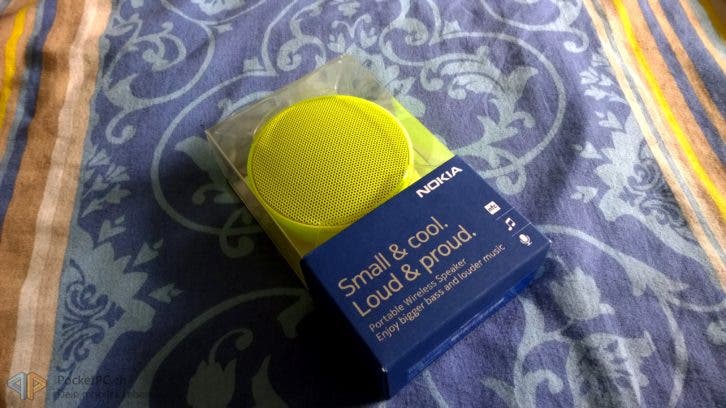 NOKIA
Small & cool.
Loud & proud.
Portable Wireless Speaker
Enjoy bigger bass and louder music
PocketPC.ch